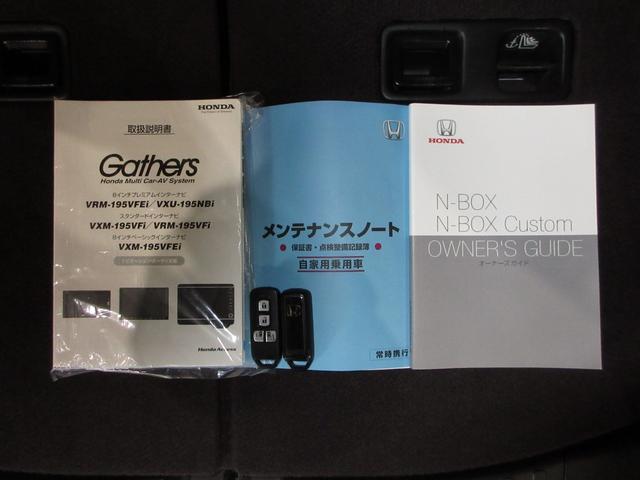 HONDA
取扱説明書
Gathers
Honda Multi Car-AV System
8インチプレミアムインターナビ
VRM-195VFEi/VXU-195NBi
スタンダードインターナビ
VXM-195VFi/VRM-195VFi
8インチベーシックインターナビ
VXM-195VFEi
Honda Access
メンテナンスノート
保証書・点検整備記録簿
自家用乗用車
常時携行
HONDA
N-BOX
N-BOX Custom
OWNER'S GUIDE
オーナーズ ガイド